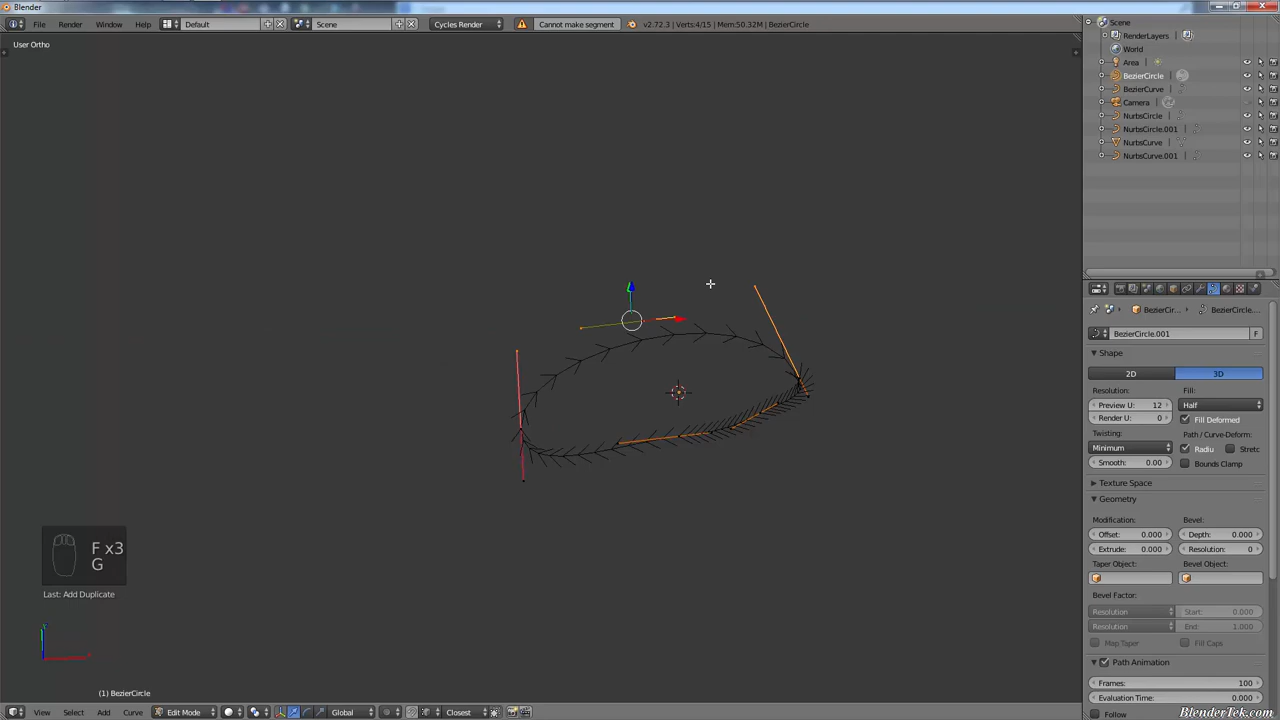 Blender
File
Render
Window
Help
Default
Scene
Cycles Render
Cannot make segment
v2.72.3 | Verts:4/15 | Mem:50.32M | BezierCircle
User Ortho
Scene
RenderLayers
World
Area
BezierCircle
BezierCurve
Camera
NurbsCircle
NurbsCircle.001
NurbsCurve
NurbsCurve.001
BezierCir...
BezierCircle....
BezierCircle.001
F
Shape
2D
3D
Resolution:
Fill:
Preview U: 12
Half
Render U: 0
Fill Deformed
Twisting:
Path / Curve-Deform:
Minimum
Radiu
Stretc
Smooth: 0.00
Bounds Clamp
Texture Space
Geometry
Modification:
Bevel:
Offset: 0.000
Depth: 0.000
Extrude: 0.000
Resolution: 0
Taper Object:
Bevel Object:
Bevel Factor:
Resolution
Start: 0.000
Resolution
End: 1.000
Map Taper
Fill Caps
Path Animation
Frames: 100
Evaluation Time: 0.000
Follow
F x3
G
Last: Add Duplicate
(1) BezierCircle
View
Select
Add
Curve
Edit Mode
Global
Closest
BlenderTek.com